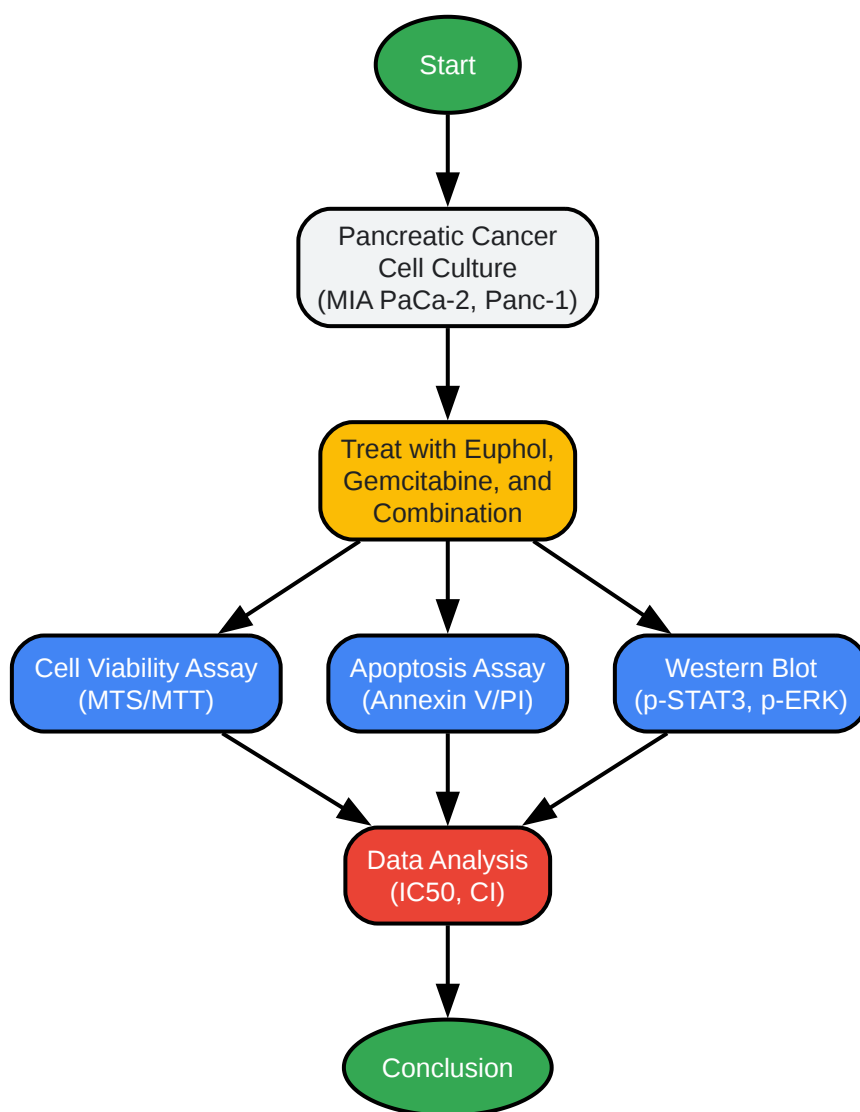 Start
Pancreatic Cancer
Cell Culture
(MIA PaCa-2, Panc-1)
Treat with Euphol,
Gemcitabine, and
Combination
Cell Viability Assay
(MTS/MTT)
Apoptosis Assay
(Annexin V/PI)
Western Blot
(p-STAT3, p-ERK)
Data Analysis
(IC50, CI)
Conclusion